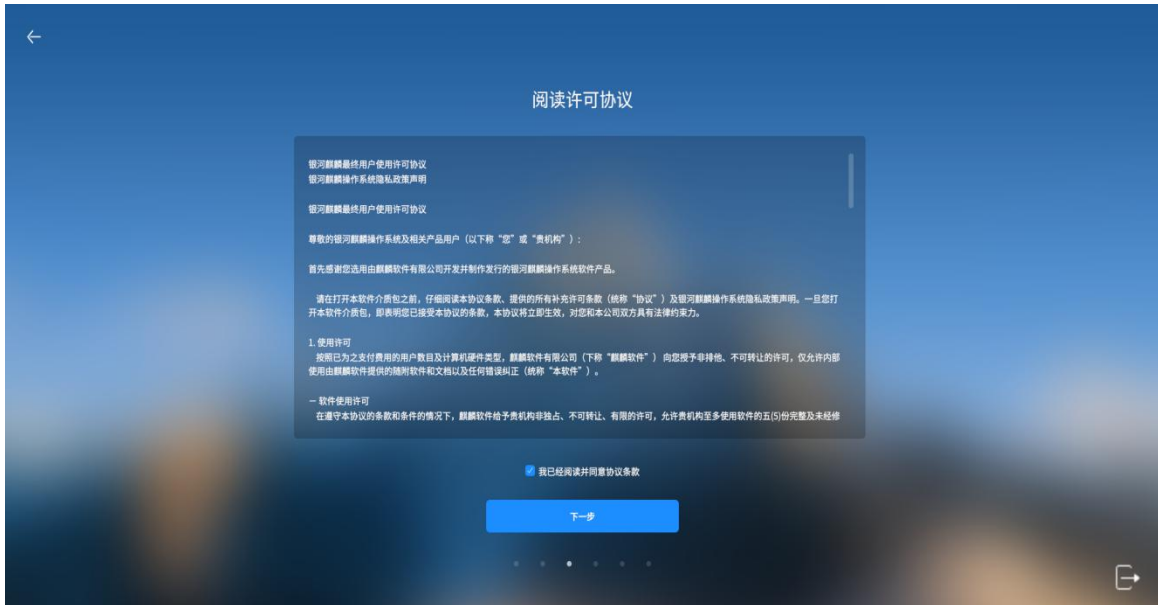 阅读许可协议
银河麒麟最终用户使用许可协议
银河麒麟操作系统隐私政策声明
银河麒麟最终用户使用许可协议
尊敬的银河麒麟操作系统及相关产品用户（以下称“您”或“贵机构”）：
首先感谢您选用由麒麟软件有限公司开发并制作发行的银河麒麟操作系统软件产品。
请在打开本软件介质包之前，仔细阅读本协议条款、提供的所有补充许可条款（统称“协议”）及银河麒麟操作系统隐私政策声明。一旦您打
开本软件介质包，即表明您已接受本协议的条款，本协议将立即生效，对您和本公司双方具有法律约束力。
1. 使用许可
按照已为之支付费用的用户数目及计算机硬件类型，麒麟软件有限公司（下称“麒麟软件”） 向您授予非排他、不可转让的许可，仅允许内部
使用由麒麟软件提供的随附软件和文档以及任何错误纠正（统称“本软件”）。
– 软件使用许可
在遵守本协议的条款和条件的情况下，麒麟软件给予贵机构非独占、不可转让、有限的许可，允许贵机构至多使用软件的五(5)份完整及未经修
我已经阅读并同意协议条款
下一步